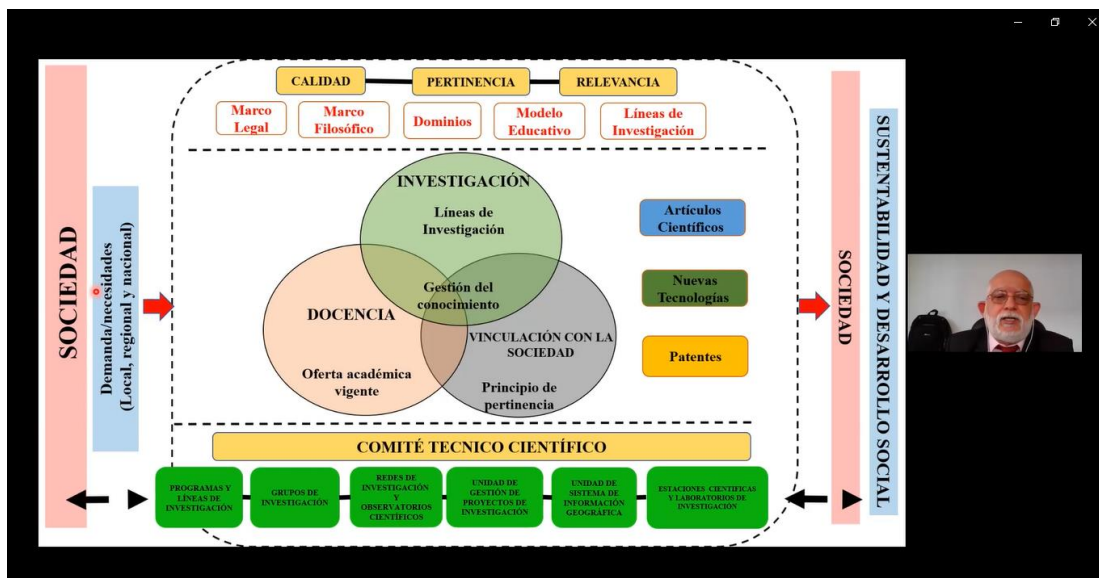 CALIDAD
PERTINENCIA
RELEVANCIA
Marco
Legal
Marco
Filosófico
Dominios
Modelo
Educativo
Líneas de
Investigación
SOCIEDAD
Demanda/necesidades
(Local, regional y nacional)
INVESTIGACIÓN
Líneas de
Investigación
Gestión del
conocimiento
DOCENCIA
Oferta académica
vigente
VINCULACIÓN CON LA
SOCIEDAD
Principio de
pertinencia
Artículos
Científicos
Nuevas
Tecnologías
Patentes
SOCIEDAD
SUSTENTABILIDAD Y DESARROLLO SOCIAL
COMITÉ TECNICO CIENTÍFICO
PROGRAMAS Y
LÍNEAS DE
INVESTIGACIÓN
GRUPOS DE
INVESTIGACIÓN
REDES DE
INVESTIGACIÓN
Y
OBSERVATORIOS
CIENTÍFICOS
UNIDAD DE
GESTIÓN DE
PROYECTOS DE
INVESTIGACIÓN
UNIDAD DE
SISTEMA DE
INFORMACIÓN
GEOGRÁFICA
ESTACIONES CIENTIFICAS
Y LABORATORIOS DE
INVESTIGACIÓN